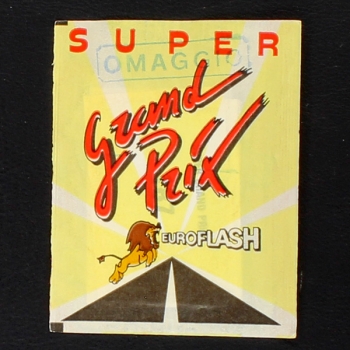 SUPER
OMAGGIO
Grand
Prix
EUROFLASH